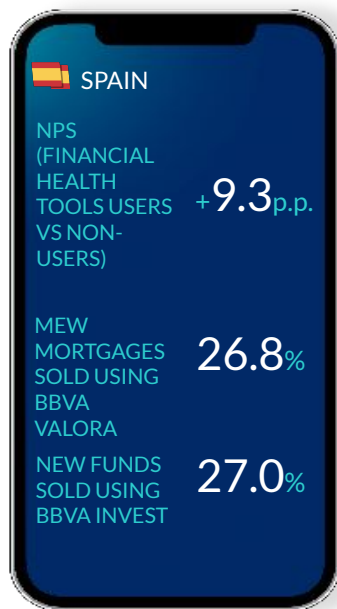 SPAIN
NPS
(FINANCIAL
HEALTH
TOOLS USERS
VS NON-
USERS)
+9.3p.p.
MEW
MORTGAGES
SOLD USING
BBVA
VALORA
26.8%
NEW FUNDS
SOLD USING
BBVA INVEST
27.0%